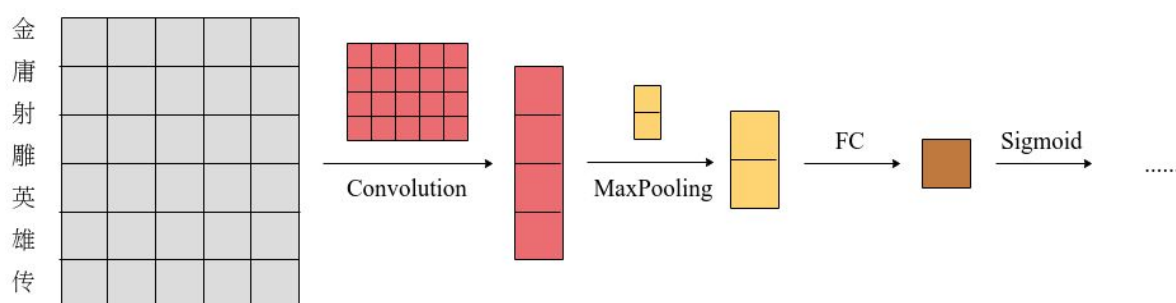 金
庸
射
雕
英
雄
传
Convolution
MaxPooling
FC
Sigmoid
......